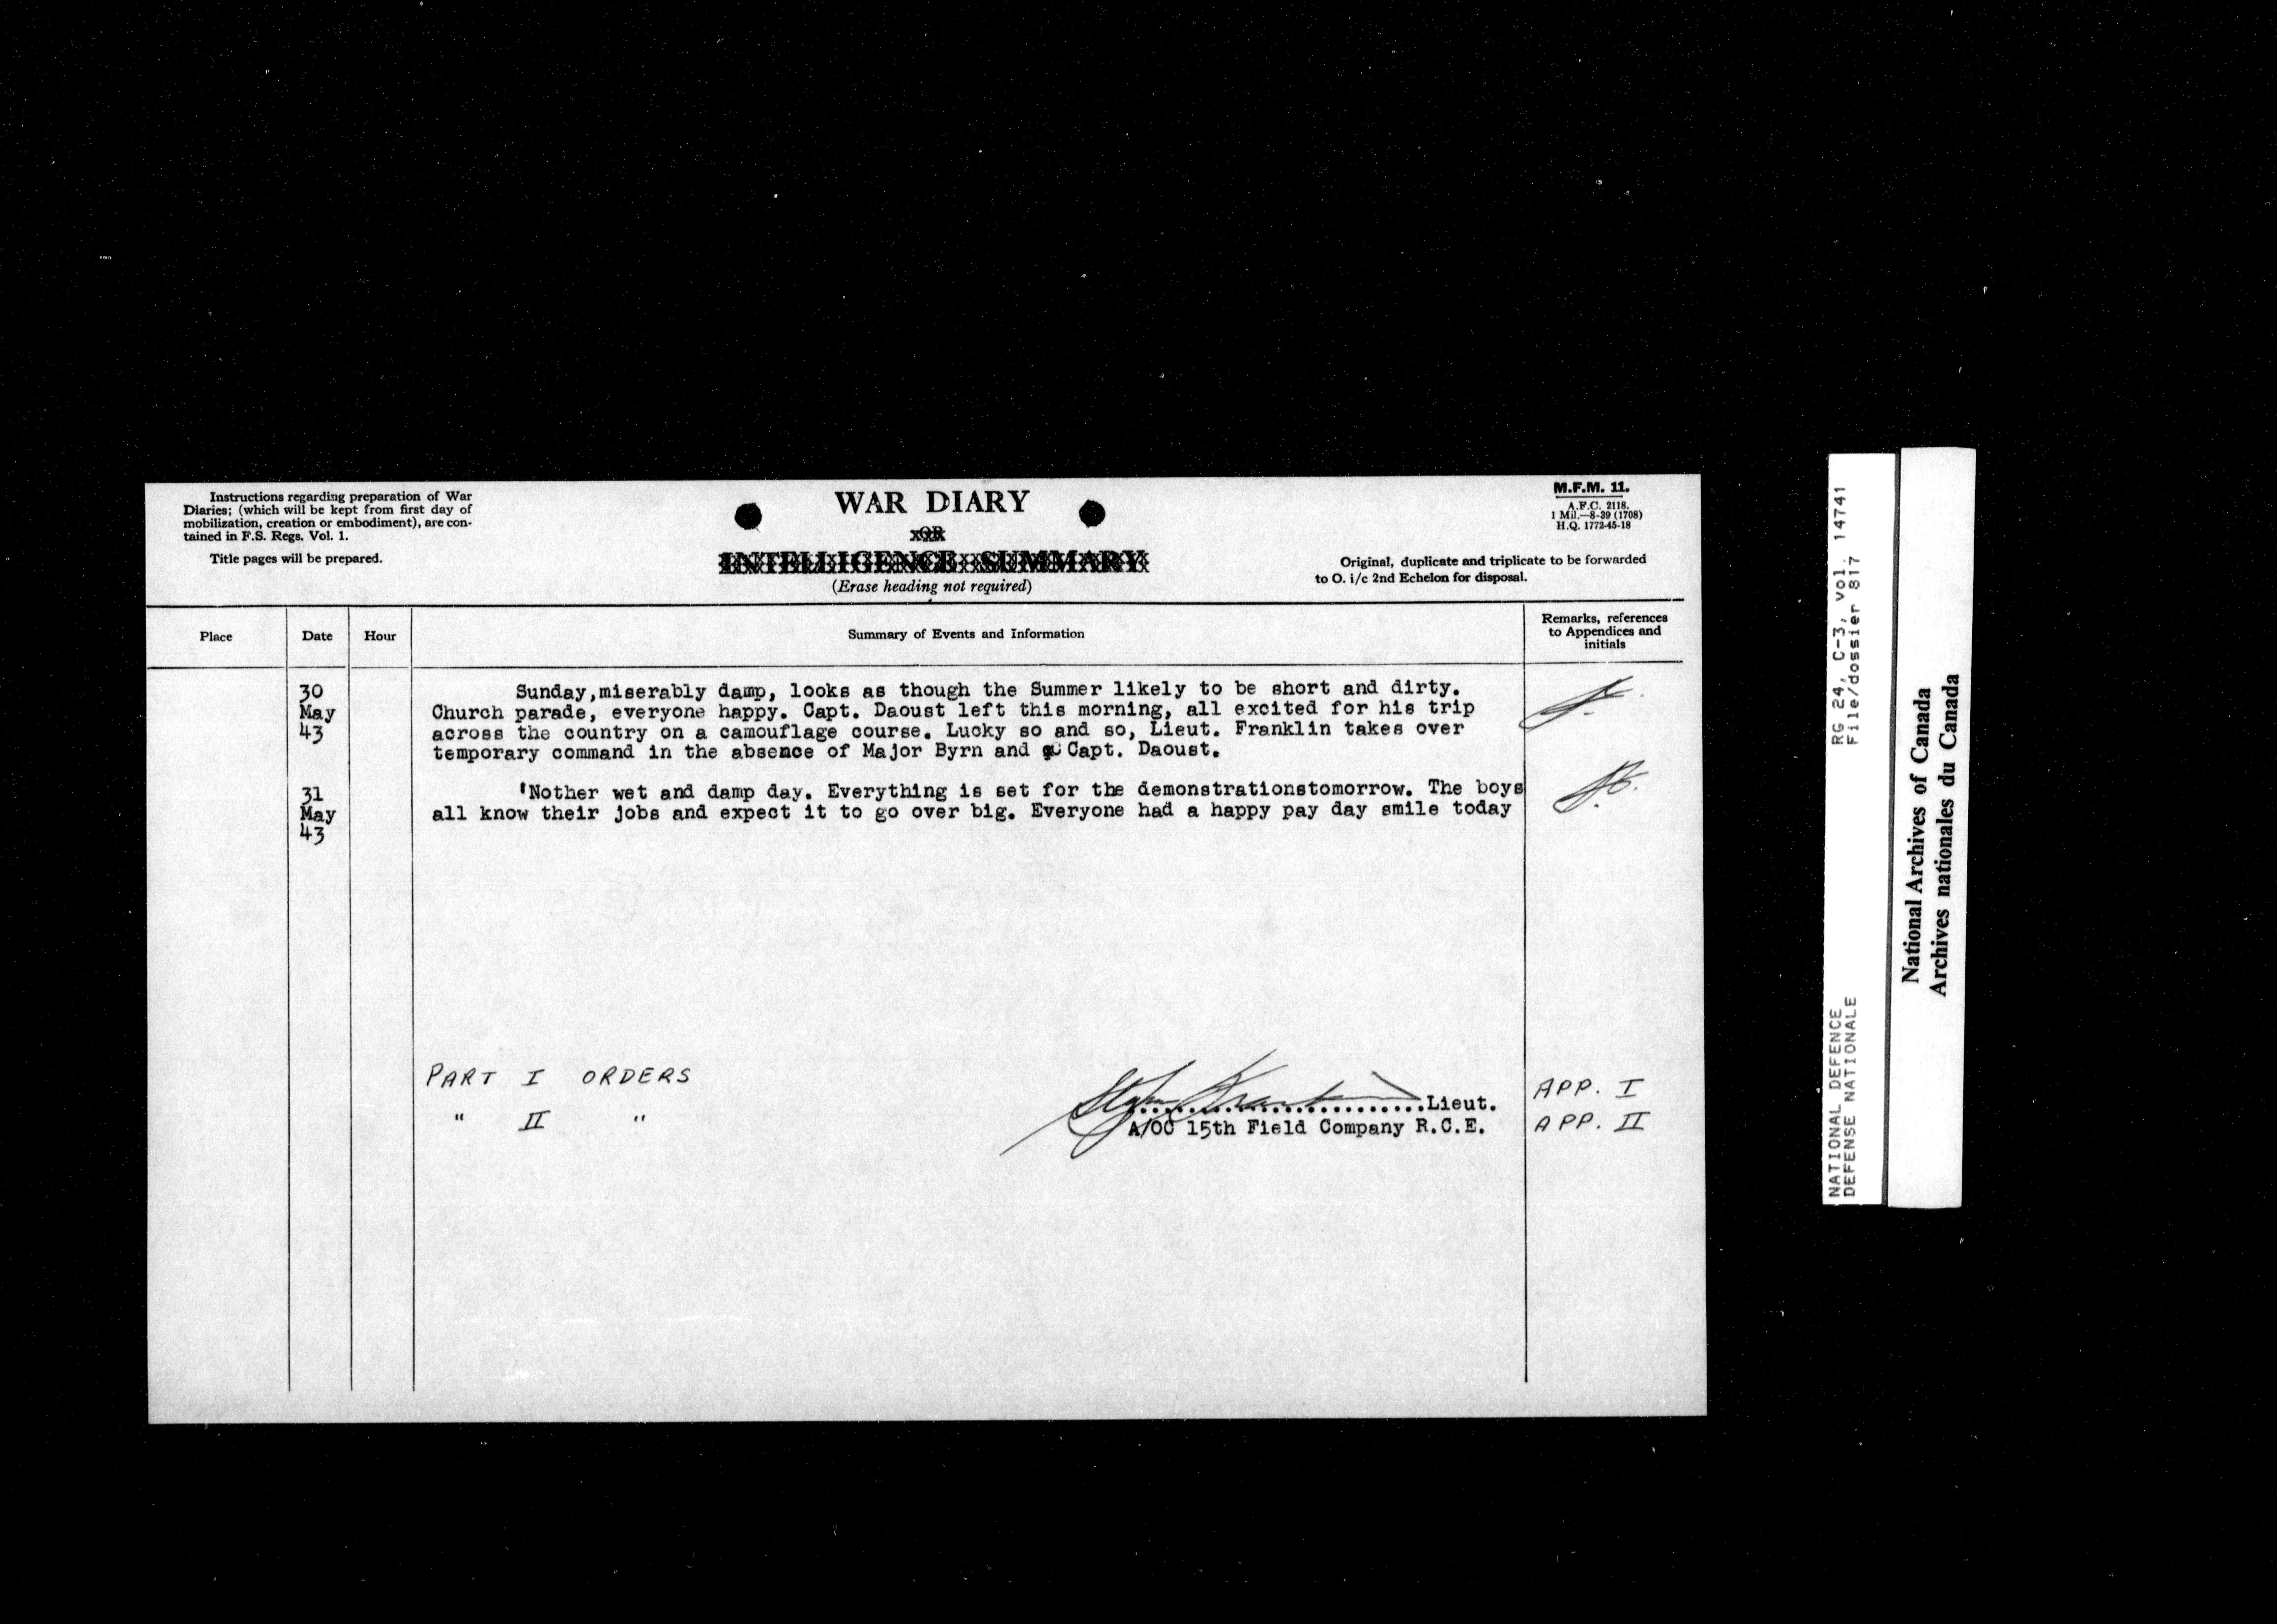 Instructions regarding preparation of War
Diaries; (which will be kept from first day of
mobilization, creation or embodiment), are con-
tained in F.S. Regs. Vol. 1.
Title pages will be prepared.
WAR DIARY
OR
INTELLIGENCE SUMMARY
(Erase heading not required)
M.F.M. 11.
A.F.C. 2118.
1 Mil.—8-39 (1708)
H.Q. 1772-45-18
Original, duplicate and triplicate to be forwarded
to O. i/c 2nd Echelon for disposal.
Place Date Hour Summary of Events and Information Remarks, references
to Appendices and
initials
30 Sunday,miserably damp, looks as though the Summer likely to be short and dirty.
May Church parade, everyone happy. Capt. Daoust left this morning, all excited for his trip
43 across the country on a camouflage course. Lucky so and so, Lieut. Franklin takes over
temporary command in the absence of Major Byrn and Capt. Daoust.
31 'Nother wet and damp day. Everything is set for the demonstrationstomorrow. The boys
May all know their jobs and expect it to go over big. Everyone had a happy pay day smile today
43
PART I ORDERS APP. I
" II " APP. II
..........................Lieut.
A/OC 15th Field Company R.C.E.
RG 24, C-3, vol. 14741
File/dossier 817
NATIONAL DEFENCE
DEFENSE NATIONALE
National Archives of Canada
Archives nationales du Canada